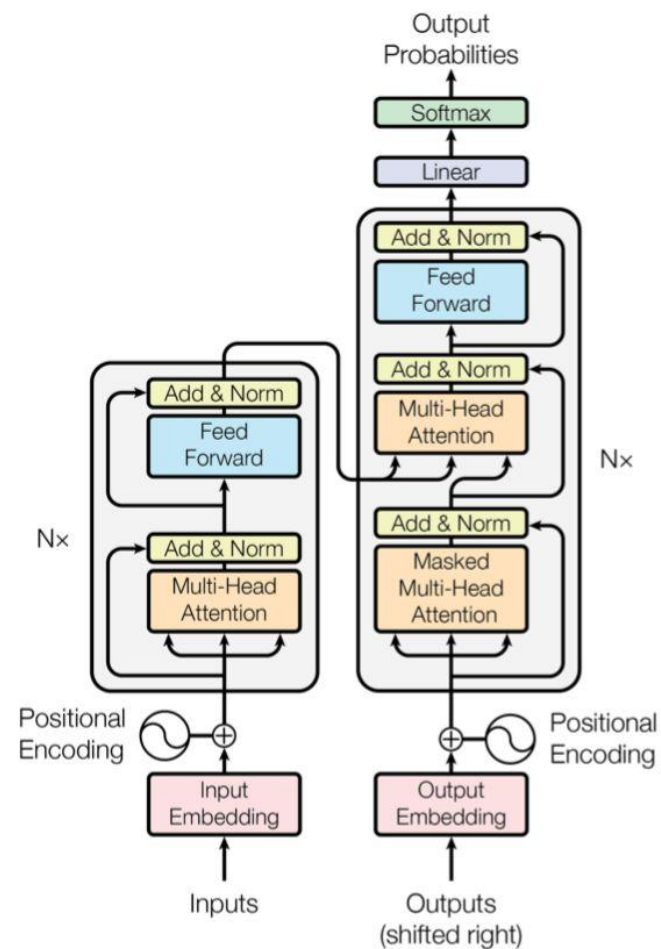 Output
Probabilities
Softmax
Linear
Add & Norm
Feed
Forward
Add & Norm
Multi-Head
Attention
Add & Norm
Masked
Multi-Head
Attention
N×
Add & Norm
Feed
Forward
Add & Norm
Multi-Head
Attention
N×
Positional
Encoding
Positional
Encoding
Input
Embedding
Output
Embedding
Inputs
Outputs
(shifted right)